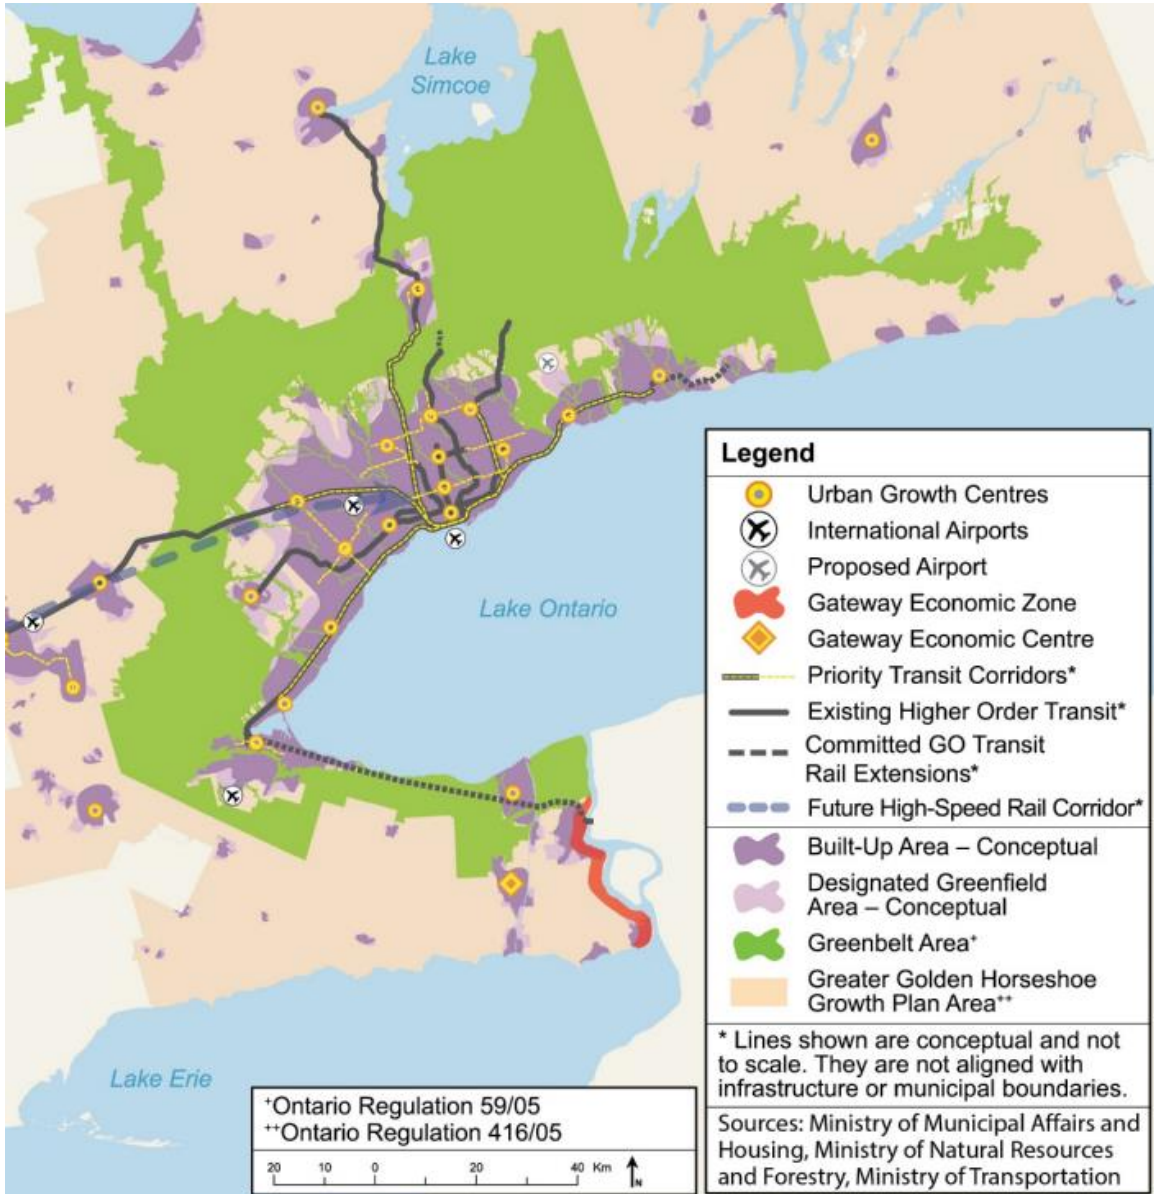 Lake
Simcoe
Lake Ontario
Lake Erie
Legend
Urban Growth Centres
International Airports
Proposed Airport
Gateway Economic Zone
Gateway Economic Centre
Priority Transit Corridors*
Existing Higher Order Transit*
Committed GO Transit
Rail Extensions*
Future High-Speed Rail Corridor*
Built-Up Area – Conceptual
Designated Greenfield
Area – Conceptual
Greenbelt Area+
Greater Golden Horseshoe
Growth Plan Area++
* Lines shown are conceptual and not
to scale. They are not aligned with
infrastructure or municipal boundaries.
Sources: Ministry of Municipal Affairs and
Housing, Ministry of Natural Resources
and Forestry, Ministry of Transportation
+Ontario Regulation 59/05
++Ontario Regulation 416/05
20 10 0 20 40 Km N